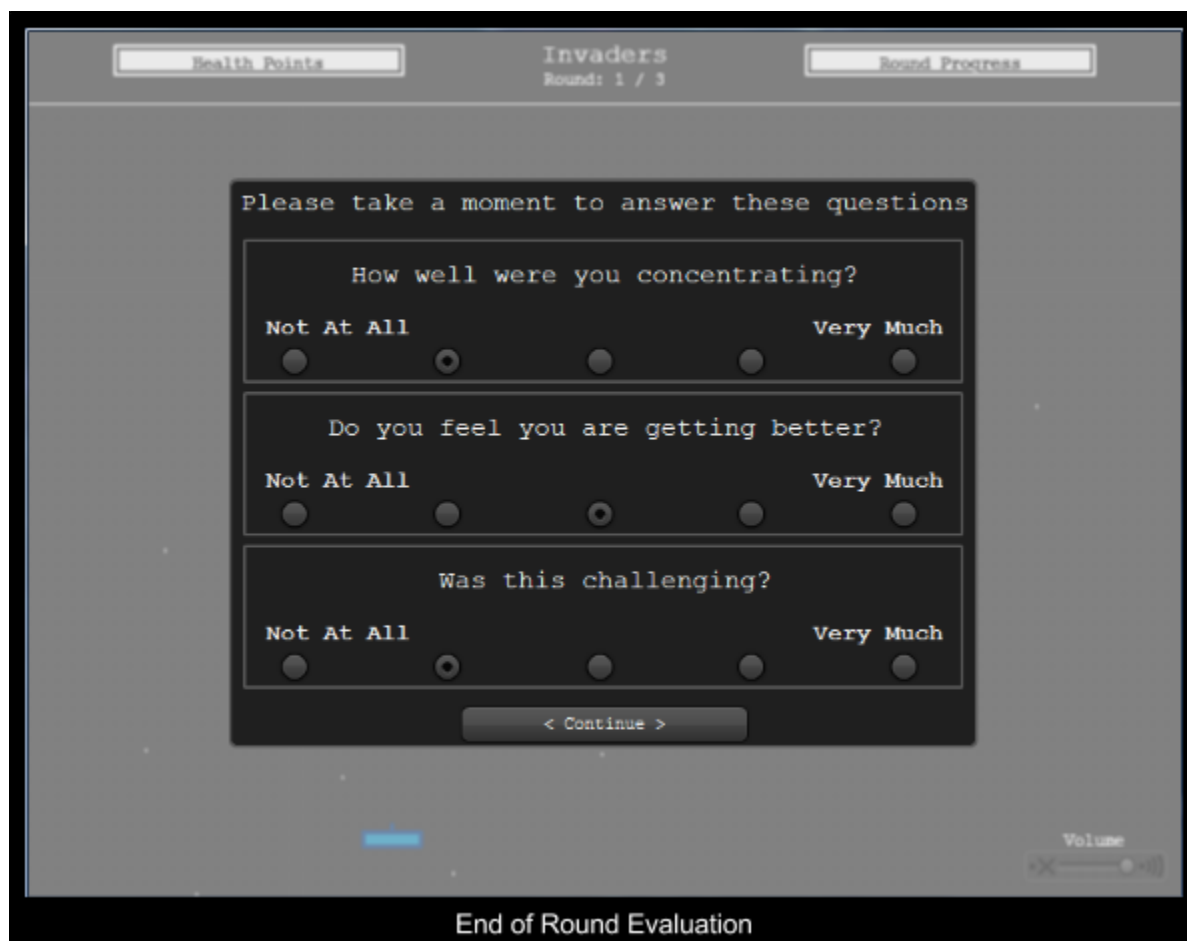 Health Points
Invaders
Round Progress
Round: 1 / 3
Please take a moment to answer these questions
How well were you concentrating?
Not At All Very Much
Do you feel you are getting better?
Not At All Very Much
Was this challenging?
Not At All Very Much
< Continue >
Volume
End of Round Evaluation